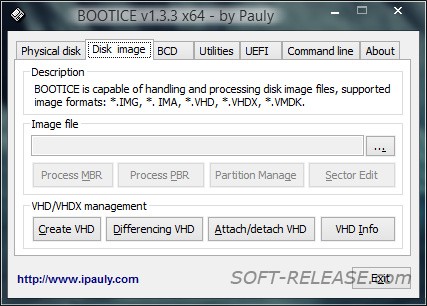 BOOTICE v1.3.3 x64 - by Pauly
Physical disk Disk image BCD Utilities UEFI Command line About
Description
BOOTICE is capable of handling and processing disk image files, supported
image formats: *.IMG, *. IMA, *.VHD, *.VHDX, *.VMDK.
Image file
...
Process MBR Process PBR Partition Manage Sector Edit
VHD/VHDX management
Create VHD Differencing VHD Attach/detach VHD VHD Info
http://www.ipauly.com SOFT-RELEASE.com Exit